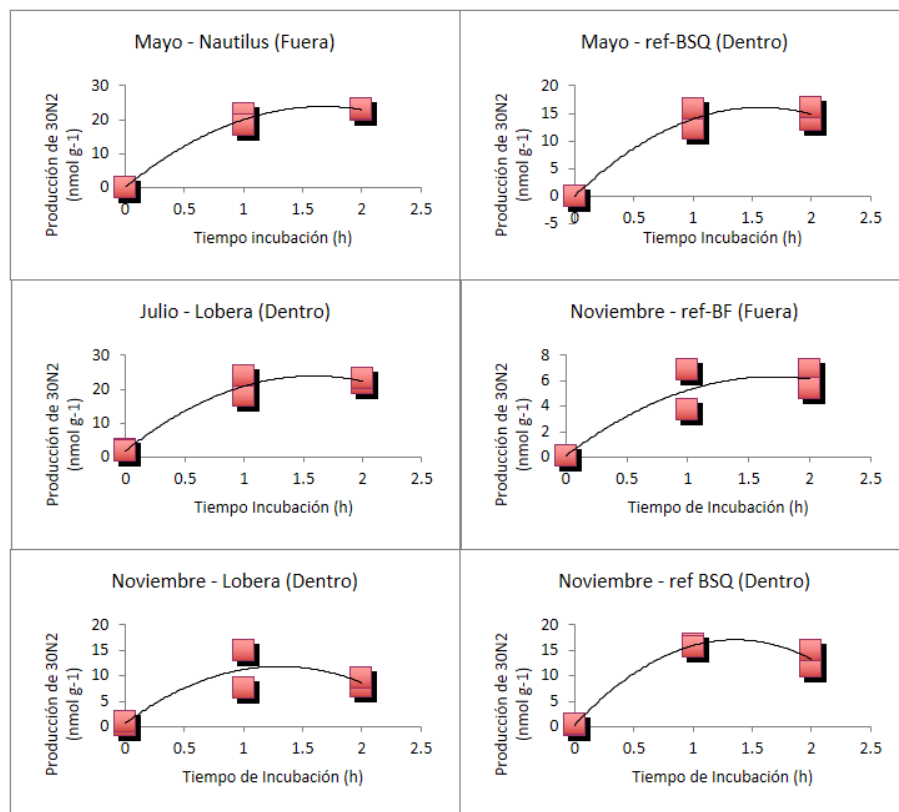 Mayo - Nautilus (Fuera)
Producción de 30N2
(nmol g-1)
30
20
10
0
0
0.5
1
1.5
2
2.5
Tiempo incubación (h)
Mayo - ref-BSQ (Dentro)
Producción de 30N2
(nmol g-1)
20
15
10
5
0
-5
0
0.5
1
1.5
2
2.5
Tiempo Incubación (h)
Julio - Lobera (Dentro)
Producción de 30N2
(nmol g-1)
30
20
10
0
0
0.5
1
1.5
2
2.5
Tiempo Incubación (h)
Noviembre - ref-BF (Fuera)
Producción de 30N2
(nmol g-1)
8
6
4
2
0
0
0.5
1
1.5
2
2.5
Tiempo de Incubación (h)
Noviembre - Lobera (Dentro)
Producción de 30N2
(nmol g-1)
20
15
10
5
0
0
0.5
1
1.5
2
2.5
Tiempo de Incubación (h)
Noviembre - ref BSQ (Dentro)
Producción de 30N2
(nmol g-1)
20
15
10
5
0
0
0.5
1
1.5
2
2.5
Tiempo de Incubación (h)